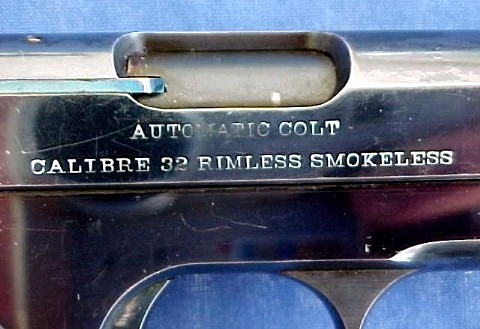 AUTOMATIC COLT
CALIBRE 32 RIMLESS SMOKELESS